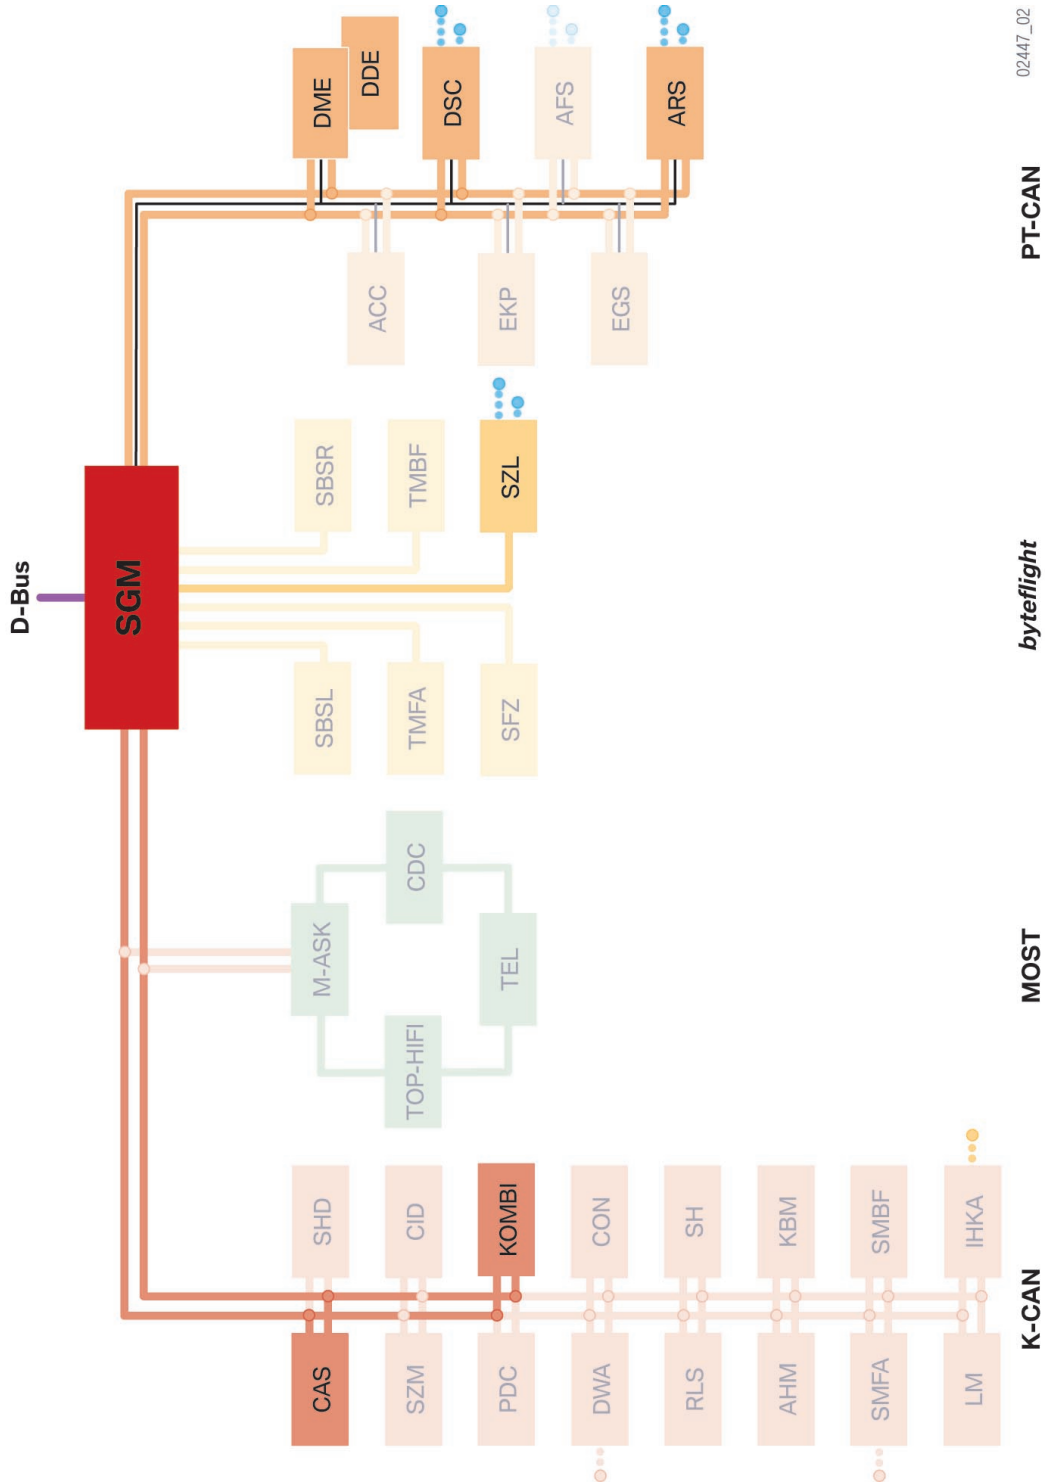 02447_02
D-Bus
SGM
DME
DDE
DSC
AFS
ARS
ACC
EKP
EGS
PT-CAN
SBSR
TMBF
SZL
SBSL
TMFA
SFZ
byteflight
M-ASK
CDC
TOP-HIFI
TEL
MOST
SHD
CID
KOMBI
CON
SH
KBM
SMBF
IHKA
CAS
SZM
PDC
DWA
RLS
AHM
SMFA
LM
K-CAN